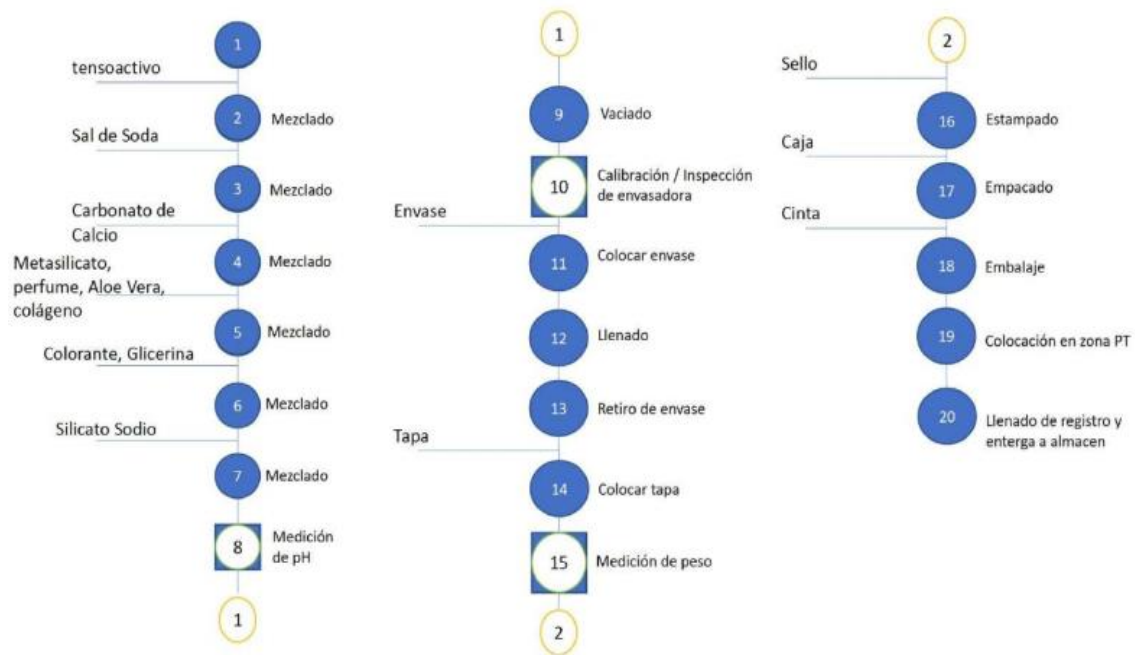 1
tensoactivo
2
Mezclado
Sal de Soda
3
Mezclado
Carbonato de
Calcio
4
Mezclado
Metasilicato,
perfume, Aloe Vera,
colágeno
5
Mezclado
Colorante, Glicerina
6
Mezclado
Silicato Sodio
7
Mezclado
8
Medición
de pH
1
1
9
Vaciado
10
Calibración / Inspección
de envasadora
Envase
11
Colocar envase
12
Llenado
13
Retiro de envase
Tapa
14
Colocar tapa
15
Medición de peso
2
2
Sello
16
Estampado
Caja
17
Empacado
Cinta
18
Embalaje
19
Colocación en zona PT
20
Llenado de registro y
enterga a almacen